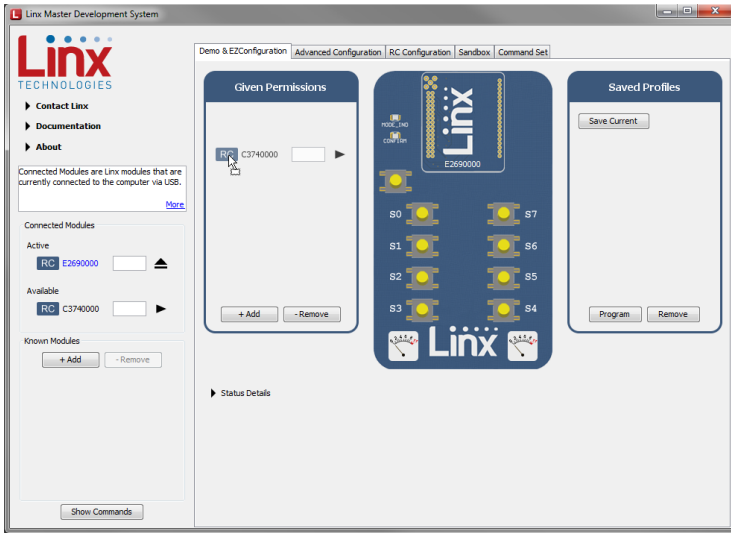 Linx Master Development System
Linx
TECHNOLOGIES
Contact Linx
Documentation
About
Connected Modules are Linx modules that are
currently connected to the computer via USB.
More
Connected Modules
Active
RC E2690000
Available
RC C3740000
Known Modules
+ Add - Remove
Show Commands
Demo & EZConfiguration Advanced Configuration RC Configuration Sandbox Command Set
Given Permissions
RC C3740000
+ Add - Remove
Linx
MODE_IND
CONFIRM
E2690000
S0 S7
S1 S6
S2 S5
S3 S4
Linx
Saved Profiles
Save Current
Program Remove
Status Details